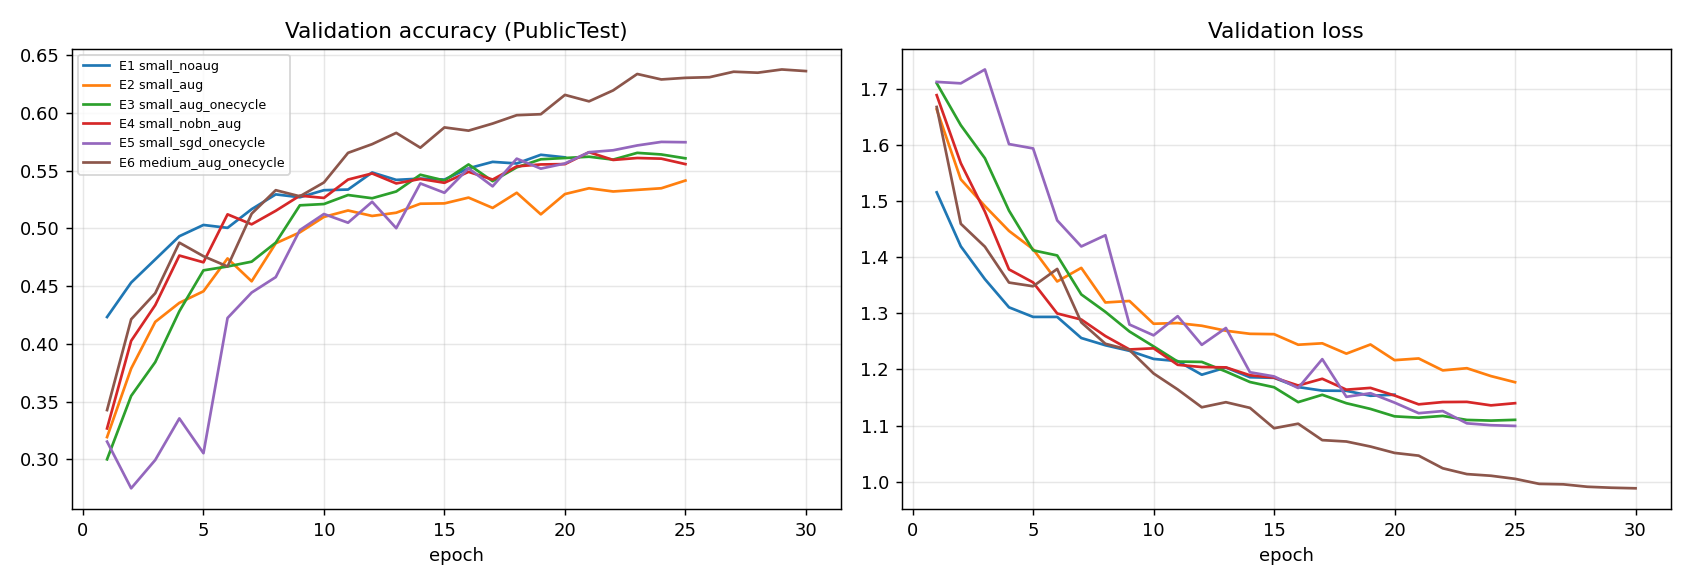 Validation accuracy (PublicTest)
0.65
0.60
0.55
0.50
0.45
0.40
0.35
0.30
E1 small_noaug
E2 small_aug
E3 small_aug_onecycle
E4 small_nobn_aug
E5 small_sgd_onecycle
E6 medium_aug_onecycle
0 5 10 15 20 25 30
epoch
Validation loss
1.7
1.6
1.5
1.4
1.3
1.2
1.1
1.0
0 5 10 15 20 25 30
epoch